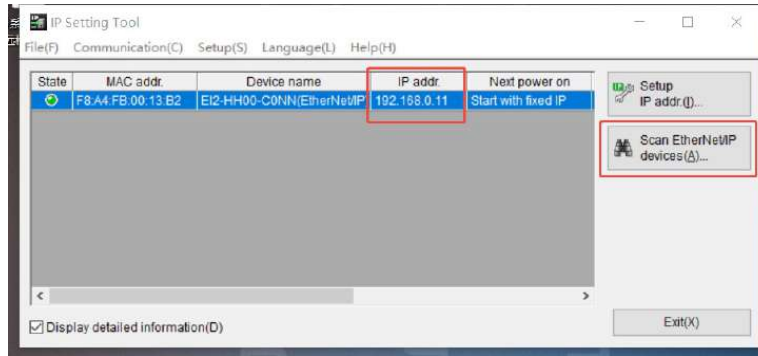 IP Setting Tool
File(F) Communication(C) Setup(S) Language(L) Help(H)
State MAC addr. Device name IP addr. Next power on
F8:A4:FB:00:13:B2 EI2-HH00-C0NN(EtherNet/IP 192.168.0.11 Start with fixed IP
Setup
IP addr.(I)...
Scan EtherNet/IP
devices(A)...
Display detailed information(D)
Exit(X)